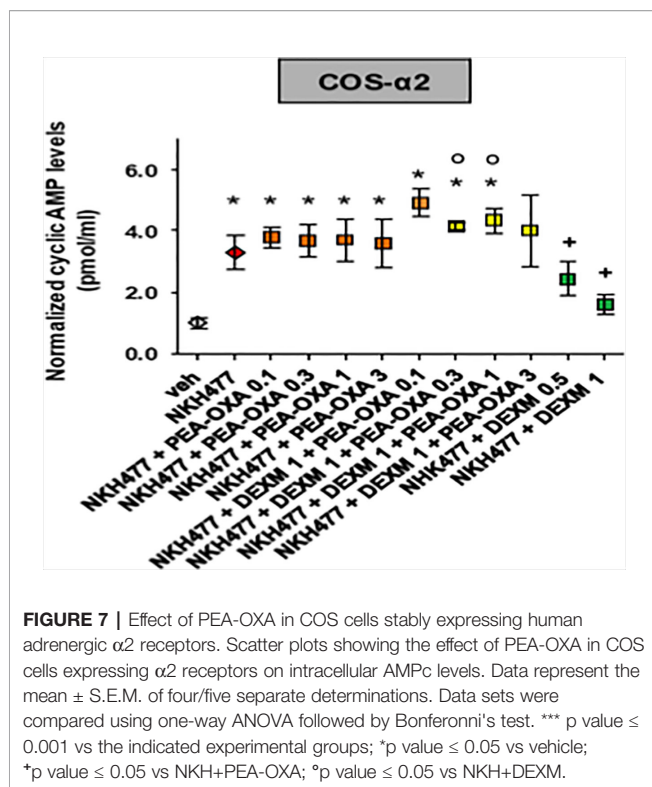 COS-α2
Normalized cyclic AMP levels
(pmol/ml)
6.0
4.0
2.0
0.0
* * * * * * * * + +
veh
NKH477
NKH477 + PEA-OXA 0.1
NKH477 + PEA-OXA 0.3
NKH477 + PEA-OXA 1
NKH477 + PEA-OXA 3
NKH477 + DEXM 1 + PEA-OXA 0.1
NKH477 + DEXM 1 + PEA-OXA 0.3
NKH477 + DEXM 1 + PEA-OXA 1
NKH477 + DEXM 1 + PEA-OXA 3
NHK477 + DEXM 0.5
NKH477 + DEXM 1
FIGURE 7 | Effect of PEA-OXA in COS cells stably expressing human
adrenergic α2 receptors. Scatter plots showing the effect of PEA-OXA in COS
cells expressing α2 receptors on intracellular AMPc levels. Data represent the
mean ± S.E.M. of four/five separate determinations. Data sets were
compared using one-way ANOVA followed by Bonferonni's test. *** p value ≤
0.001 vs the indicated experimental groups; *p value ≤ 0.05 vs vehicle;
+p value ≤ 0.05 vs NKH+PEA-OXA; °p value ≤ 0.05 vs NKH+DEXM.